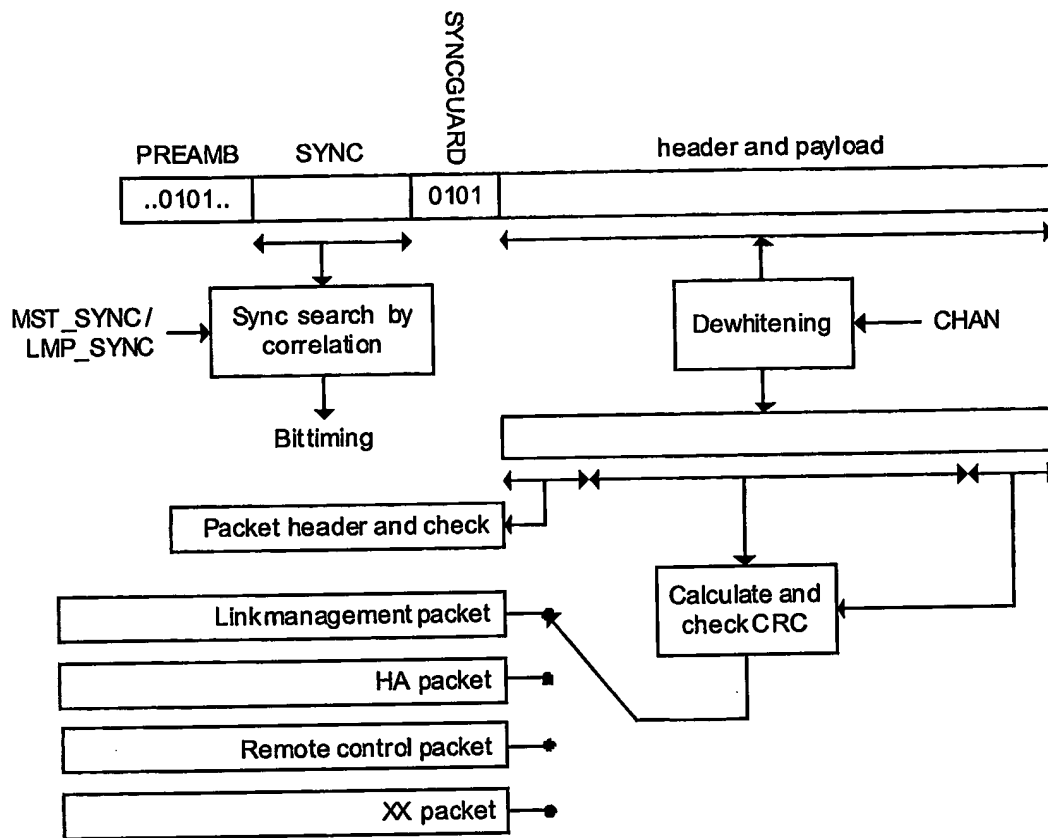 SYNCGUARD
PREAMB
SYNC
header and payload
..0101..
0101
MST_SYNC /
LMP_SYNC
Sync search by
correlation
Dewhitening
CHAN
Bittiming
Packet header and check
Linkmanagement packet
Calculate and
check CRC
HA packet
Remote control packet
XX packet